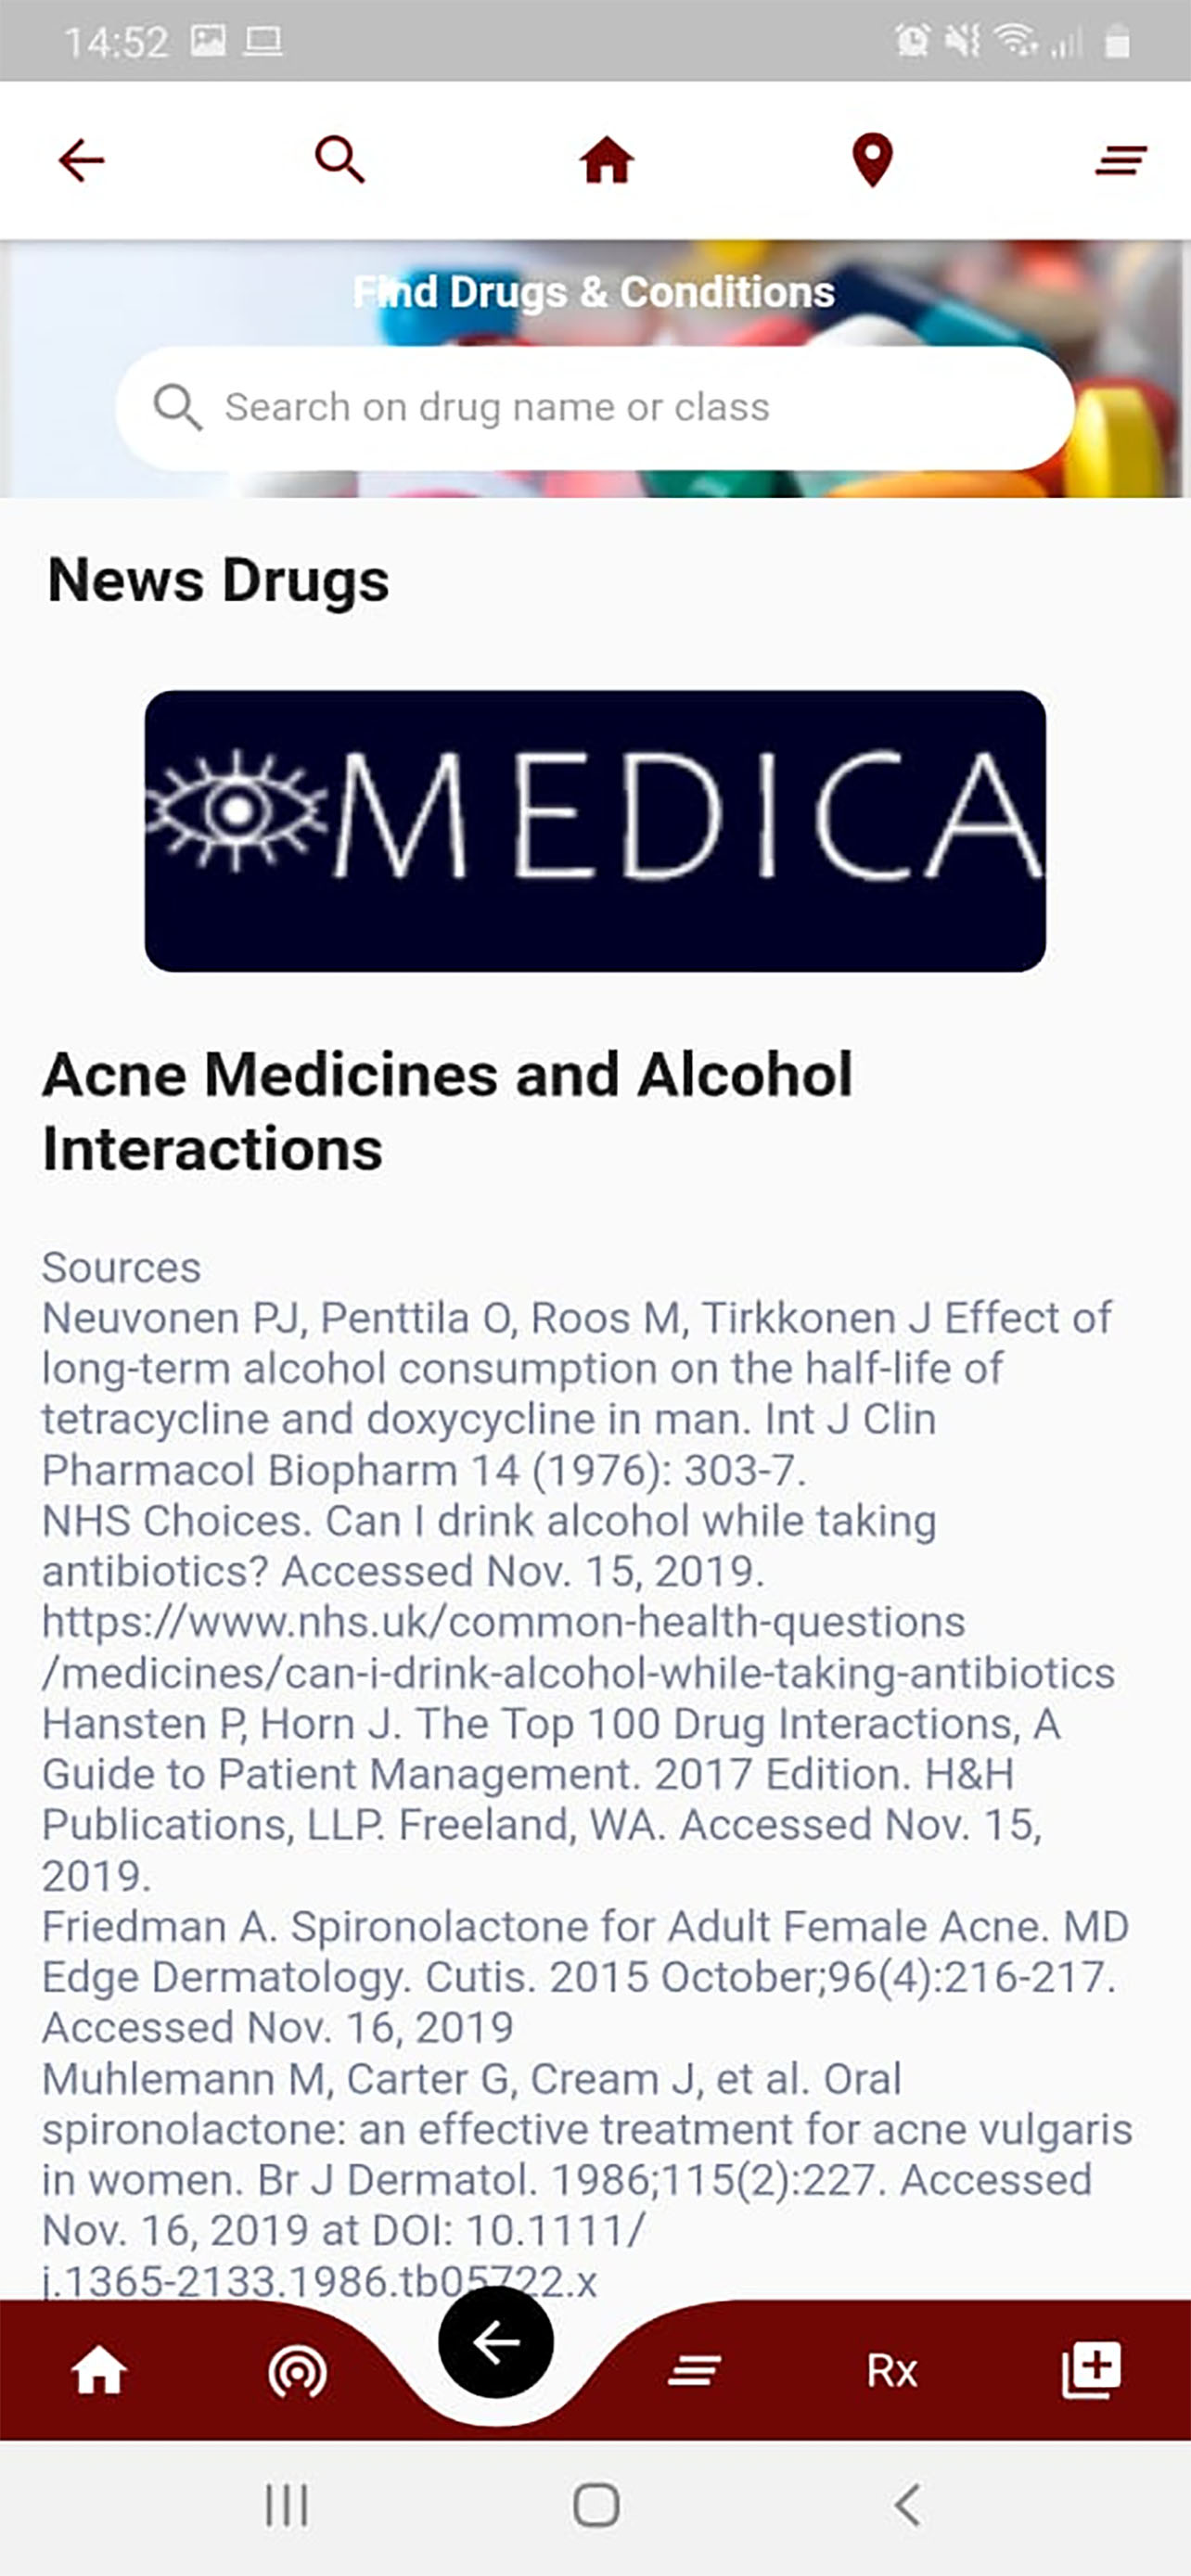 14:52
Find Drugs & Conditions
Search on drug name or class
News Drugs
MEDICA
Acne Medicines and Alcohol
Interactions
Sources
Neuvonen PJ, Penttila O, Roos M, Tirkkonen J Effect of
long-term alcohol consumption on the half-life of
tetracycline and doxycycline in man. Int J Clin
Pharmacol Biopharm 14 (1976): 303-7.
NHS Choices. Can I drink alcohol while taking
antibiotics? Accessed Nov. 15, 2019.
https://www.nhs.uk/common-health-questions
/medicines/can-i-drink-alcohol-while-taking-antibiotics
Hansten P, Horn J. The Top 100 Drug Interactions, A
Guide to Patient Management. 2017 Edition. H&H
Publications, LLP. Freeland, WA. Accessed Nov. 15,
2019.
Friedman A. Spironolactone for Adult Female Acne. MD
Edge Dermatology. Cutis. 2015 October;96(4):216-217.
Accessed Nov. 16, 2019
Muhlemann M, Carter G, Cream J, et al. Oral
spironolactone: an effective treatment for acne vulgaris
in women. Br J Dermatol. 1986;115(2):227. Accessed
Nov. 16, 2019 at DOI: 10.1111/
j.1365-2133.1986.tb05722.x
Rx